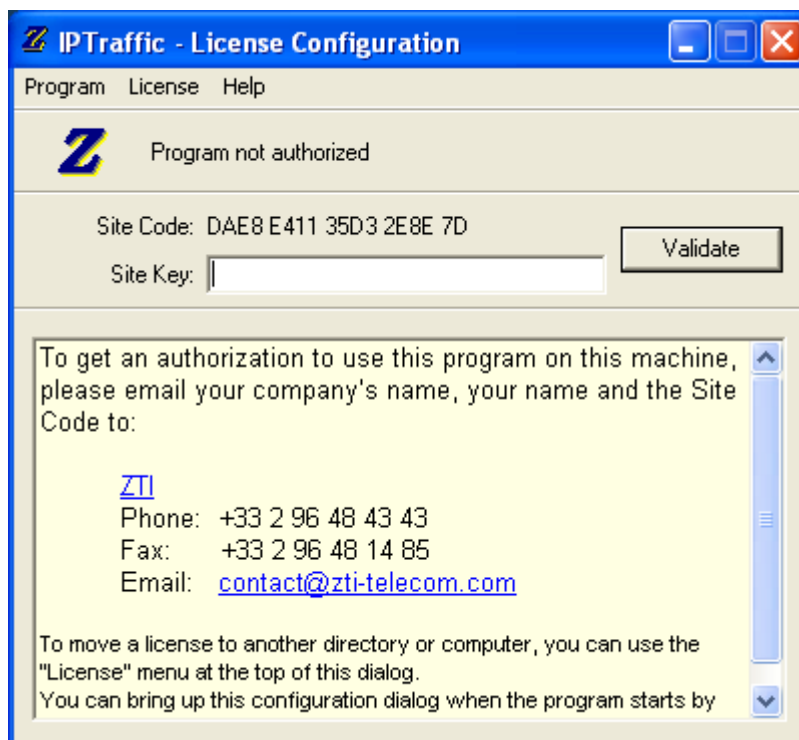 IPTraffic - License Configuration
Program License Help
Program not authorized
Site Code: DAE8 E411 35D3 2E8E 7D
Site Key:
Validate
To get an authorization to use this program on this machine,
please email your company's name, your name and the Site
Code to:
ZTI
Phone: +33 2 96 48 43 43
Fax: +33 2 96 48 14 85
Email: contact@zti-telecom.com
To move a license to another directory or computer, you can use the
"License" menu at the top of this dialog.
You can bring up this configuration dialog when the program starts by